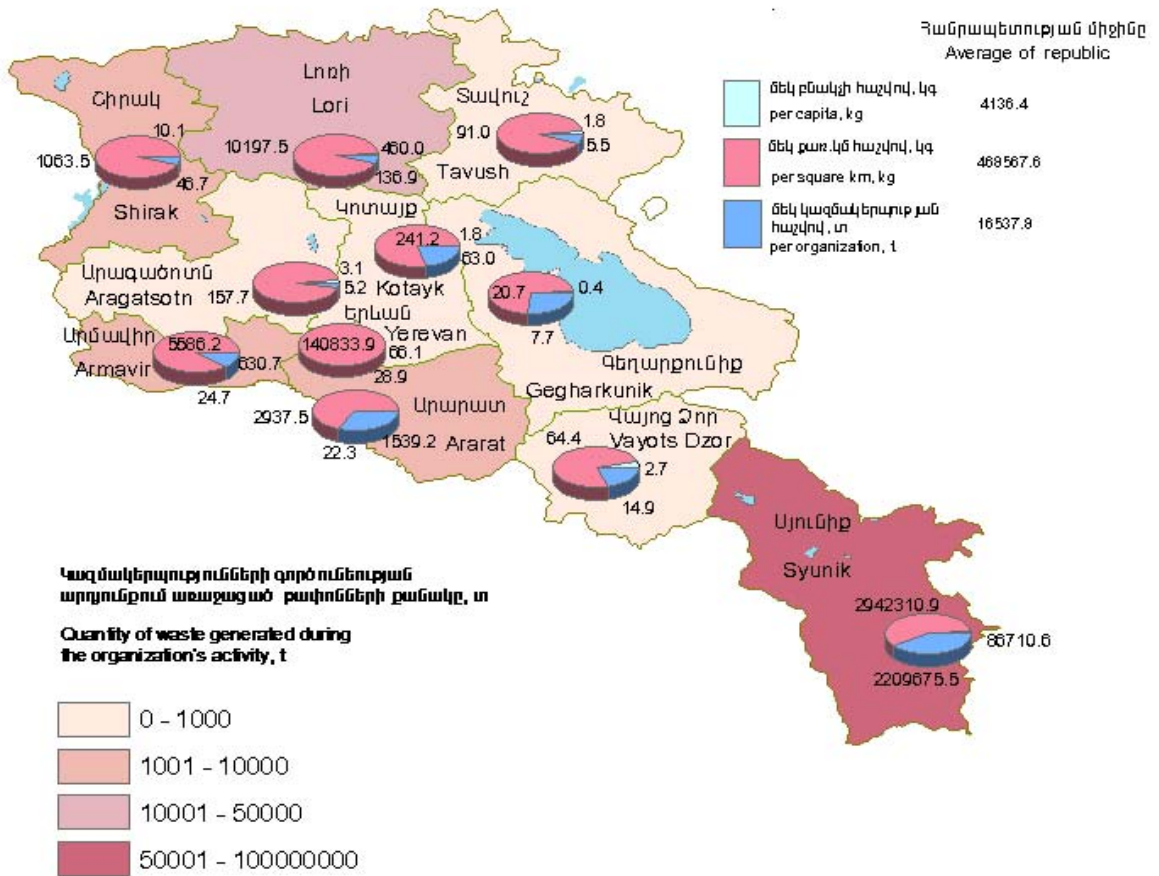 Հանրապետության միջինը
Average of republic
մեկ բնակչի հաշվով, կգ
per capita, kg
4136.4
մեկ քառ.կմ հաշվով, կգ
per square km, kg
469567.6
մեկ կազմակերպության
հաշվով, տ
per organization, t
16537.9
Շիրակ
10.1
1063.5
46.7
Shirak
Լոռի
Lori
10197.5
460.0
136.9
Տավուշ
91.0
1.8
5.5
Tavush
Կոտայք
241.2
1.8
63.0
Kotayk
Արագածոտն
Aragatsotn
157.7
3.1
5.2
20.7
0.4
7.7
Գեղարքունիք
Gegharkunik
Երևան
Yerevan
140833.9
66.1
28.9
Արմավիր
Armavir
5586.2
630.7
24.7
2937.5
Արարատ
Ararat
1539.2
22.3
Վայոց Ձոր
Vayots Dzor
64.4
2.7
14.9
Սյունիք
Syunik
2942310.9
86710.6
2209675.5
Կազմակերպությունների գործունեության
արդյունքում առաջացած թափոնների քանակը, տ
Quantity of waste generated during
the organization's activity, t
0 - 1000
1001 - 10000
10001 - 50000
50001 - 100000000